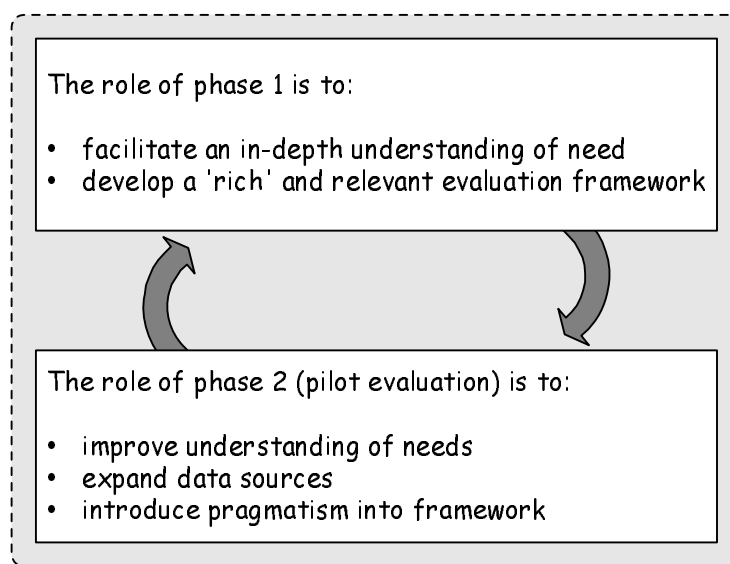 The role of phase 1 is to:
• facilitate an in-depth understanding of need
• develop a 'rich' and relevant evaluation framework
The role of phase 2 (pilot evaluation) is to:
• improve understanding of needs
• expand data sources
• introduce pragmatism into framework